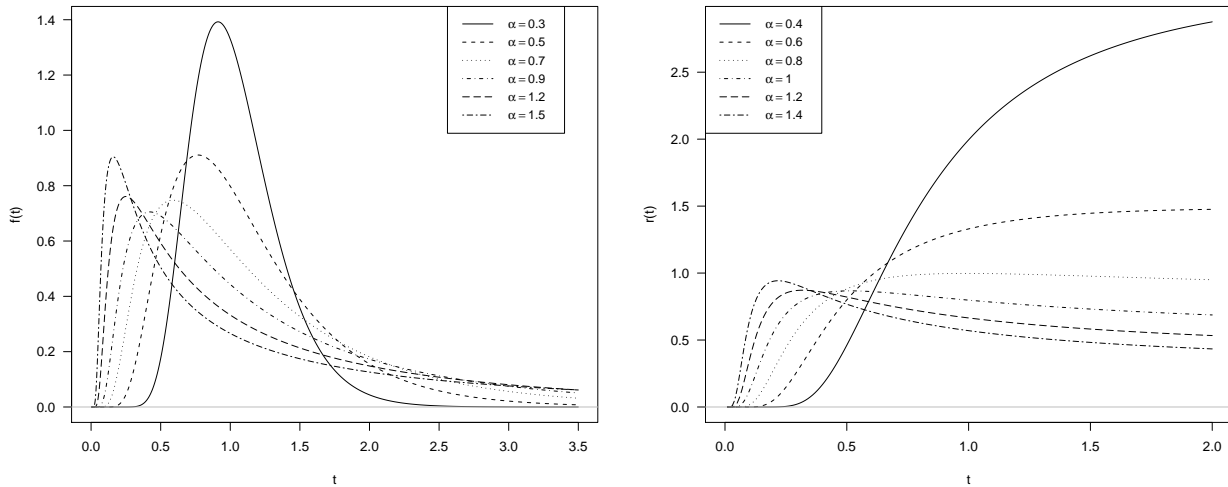 f(t)
1.4
1.2
1.0
0.8
0.6
0.4
0.2
0.0
α = 0.3
α = 0.5
α = 0.7
α = 0.9
α = 1.2
α = 1.5
0.0 0.5 1.0 1.5 2.0 2.5 3.0 3.5
t
r(t)
2.5
2.0
1.5
1.0
0.5
0.0
α = 0.4
α = 0.6
α = 0.8
α = 1
α = 1.2
α = 1.4
0.0 0.5 1.0 1.5 2.0
t